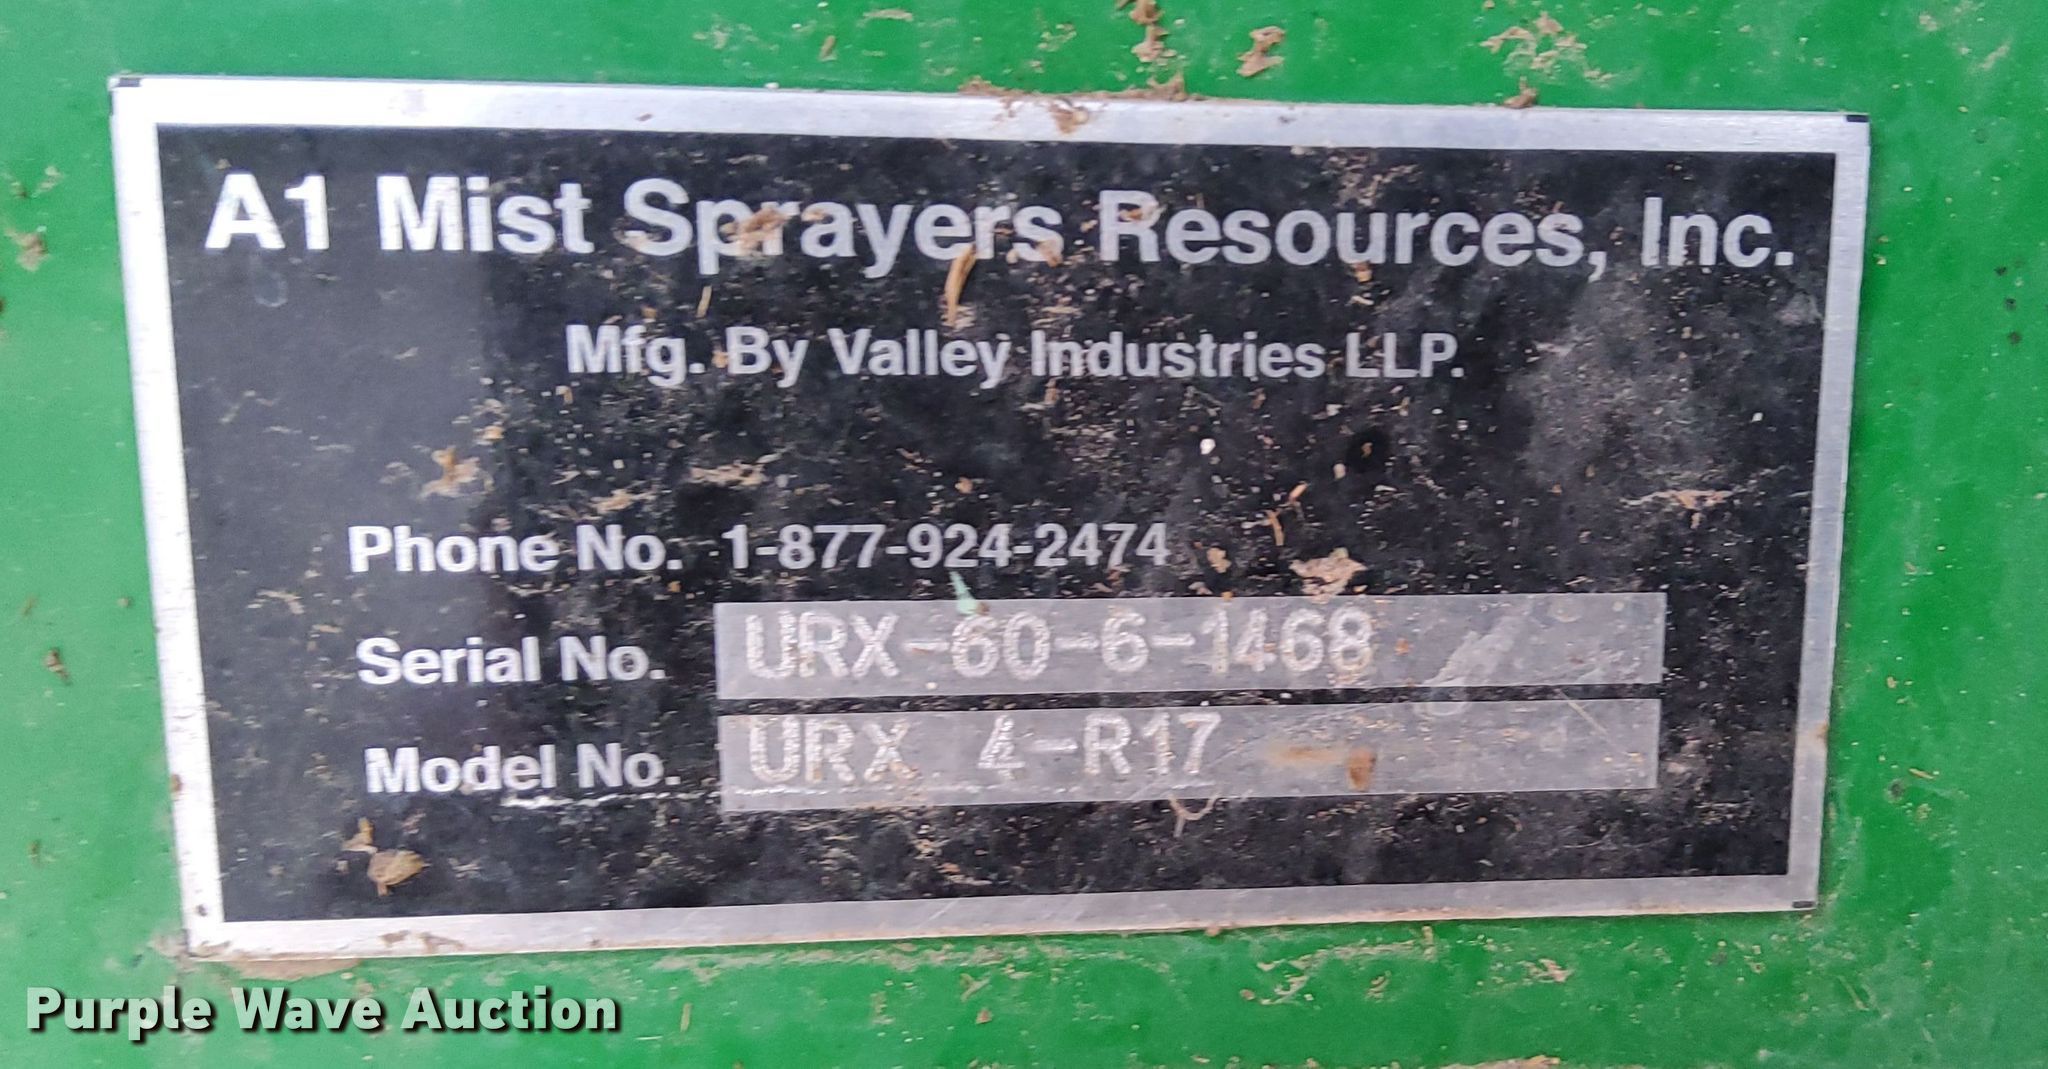 A1 Mist Sprayers Resources, Inc.
Mfg. By Valley Industries LLP.
Phone No. 1-877-924-2474
Serial No. URX-60-6-1468
Model No. URX 4-R17
Purple Wave Auction